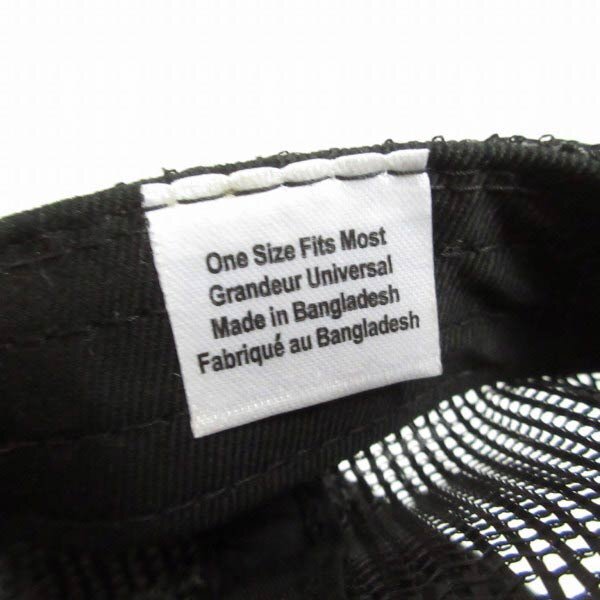 One Size Fits Most
Grandeur Universal
Made in Bangladesh
Fabriqué au Bangladesh